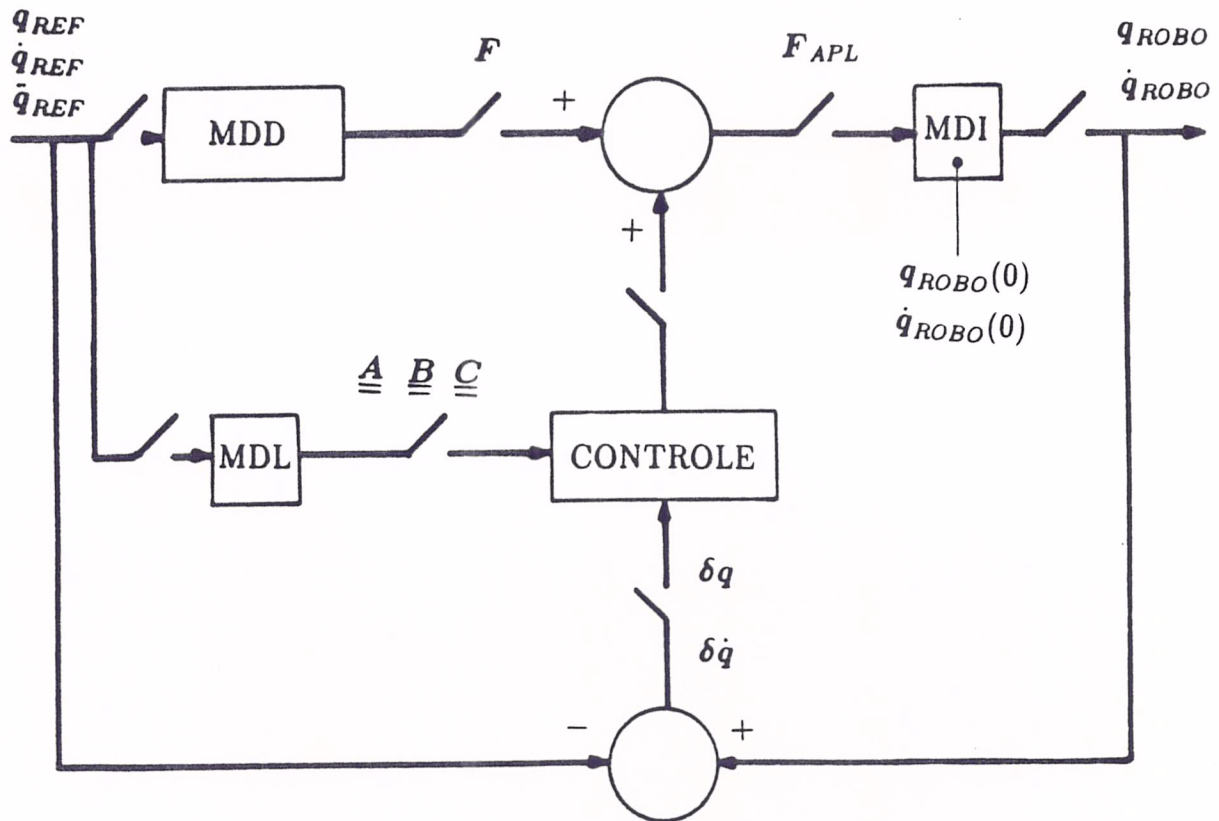 q_REF
q̇_REF
q̈_REF
F
F_APL
q_ROBO
q̇_ROBO
MDD
+
MDI
+
q_ROBO(0)
q̇_ROBO(0)
A B C
MDL
CONTROLE
δq
δq̇
− +